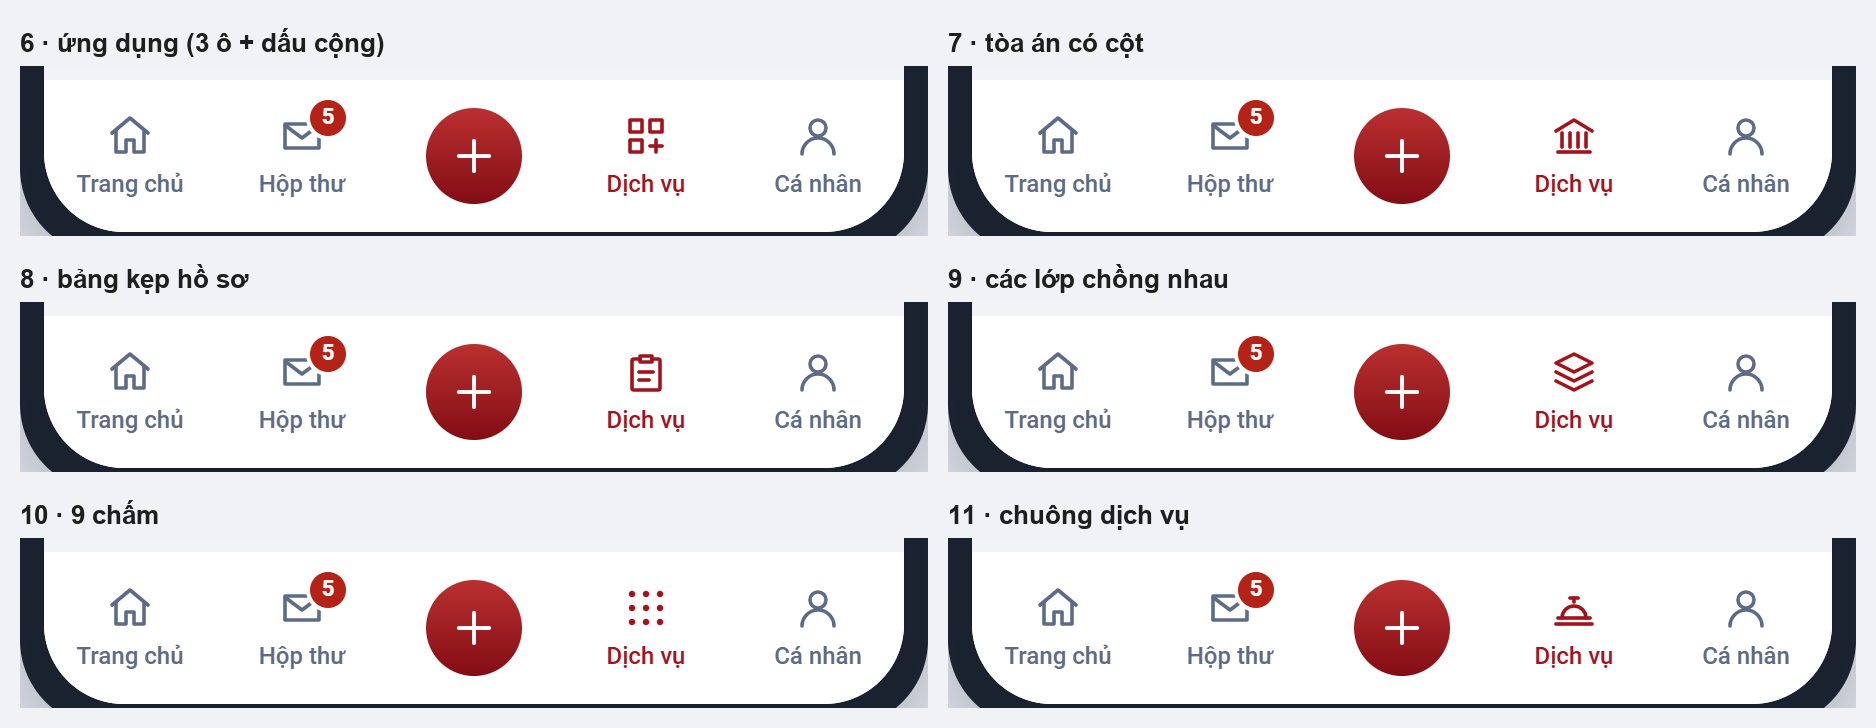 6 · ứng dụng (3 ô + dấu cộng)
5
Trang chủ Hộp thư Dịch vụ Cá nhân
7 · tòa án có cột
5
Trang chủ Hộp thư Dịch vụ Cá nhân
8 · bảng kẹp hồ sơ
5
Trang chủ Hộp thư Dịch vụ Cá nhân
9 · các lớp chồng nhau
5
Trang chủ Hộp thư Dịch vụ Cá nhân
10 · 9 chấm
5
Trang chủ Hộp thư Dịch vụ Cá nhân
11 · chuông dịch vụ
5
Trang chủ Hộp thư Dịch vụ Cá nhân